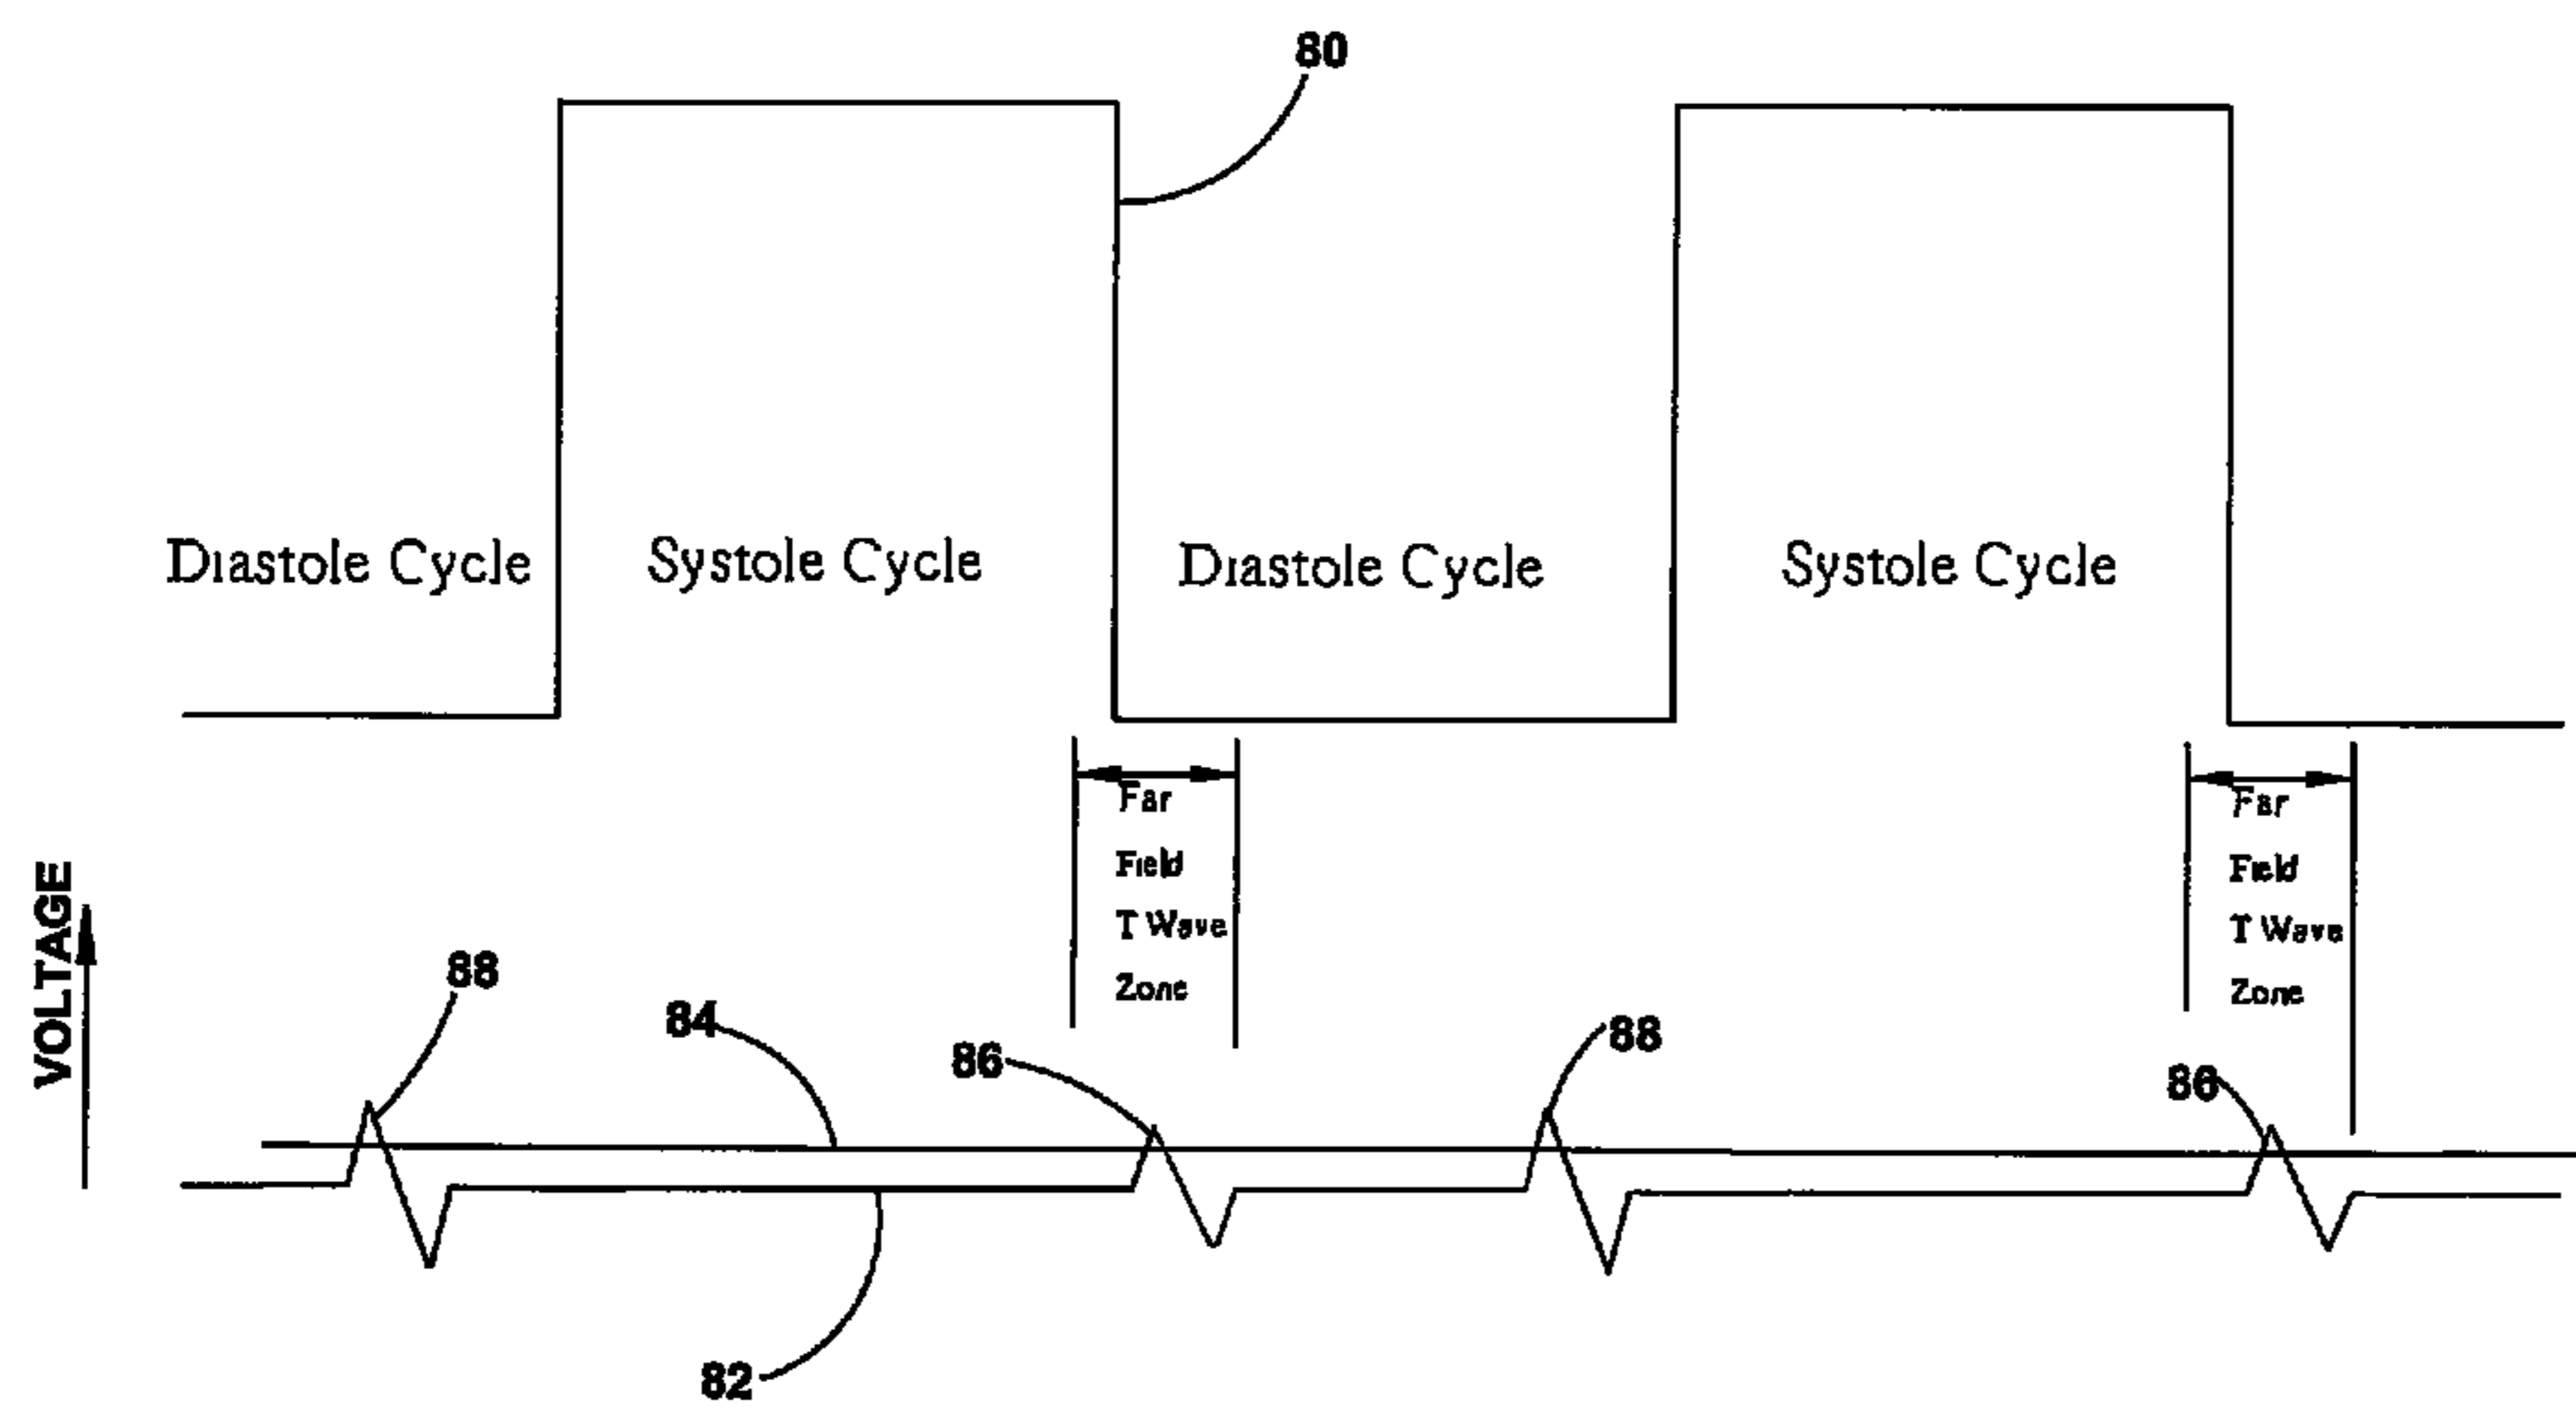 80
Diastole Cycle
Systole Cycle
Diastole Cycle
Systole Cycle
Far
Field
T Wave
Zone
Far
Field
T Wave
Zone
VOLTAGE
88
84
86
88
86
82